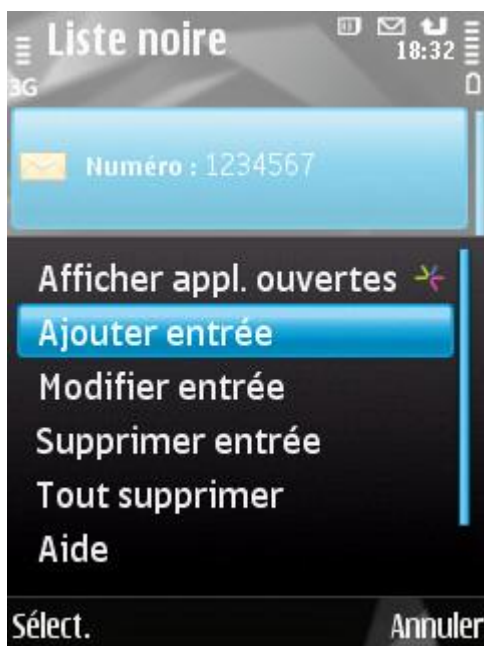 Liste noire
18:32
3G
Numéro : 1234567
Afficher appl. ouvertes
Ajouter entrée
Modifier entrée
Supprimer entrée
Tout supprimer
Aide
Sélect. Annuler